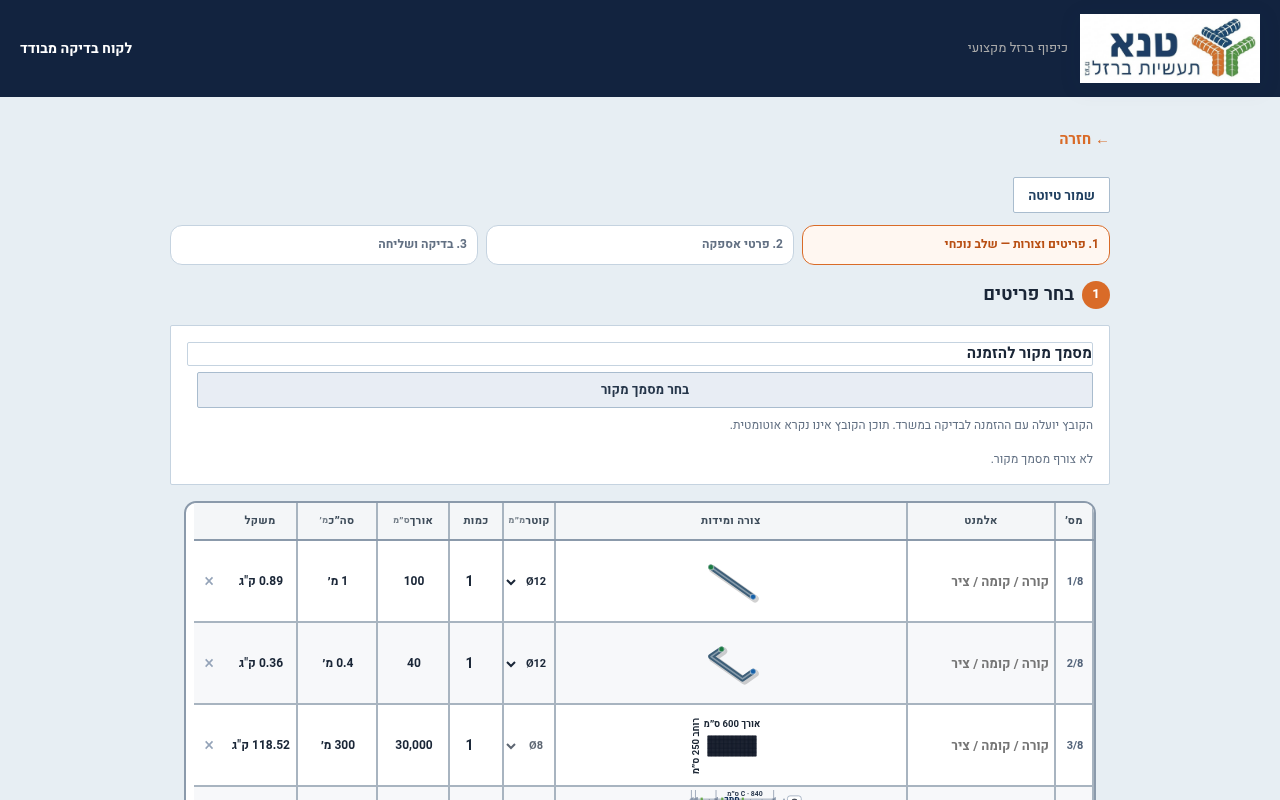 טנא
תעשיות ברזל
כיפוף ברזל מקצועי
לקוח בדיקה מבודד
← חזרה
שמור טיוטה
1. פריטים וצורות — שלב נוכחי
2. פרטי אספקה
3. בדיקה ושליחה
1 בחר פריטים
מסמך מקור להזמנה
בחר מסמך מקור
הקובץ יועלה עם ההזמנה לבדיקה במשרד. תוכן הקובץ אינו נקרא אוטומטית.
לא צורף מסמך מקור.
מס׳ אלמנט צורה ומידות קוטר מ״מ כמות אורך ס״מ סה״כ מ׳ משקל
1/8 קורה / קומה / ציר Ø12 1 100 1 מ׳ 0.89 ק"ג ×
2/8 קורה / קומה / ציר Ø12 1 40 0.4 מ׳ 0.36 ק"ג ×
אורך 600 ס״מ
רוחב 250 ס״מ
3/8 קורה / קומה / ציר Ø8 1 30,000 300 מ׳ 118.52 ק"ג ×
C · 840 ס״מ